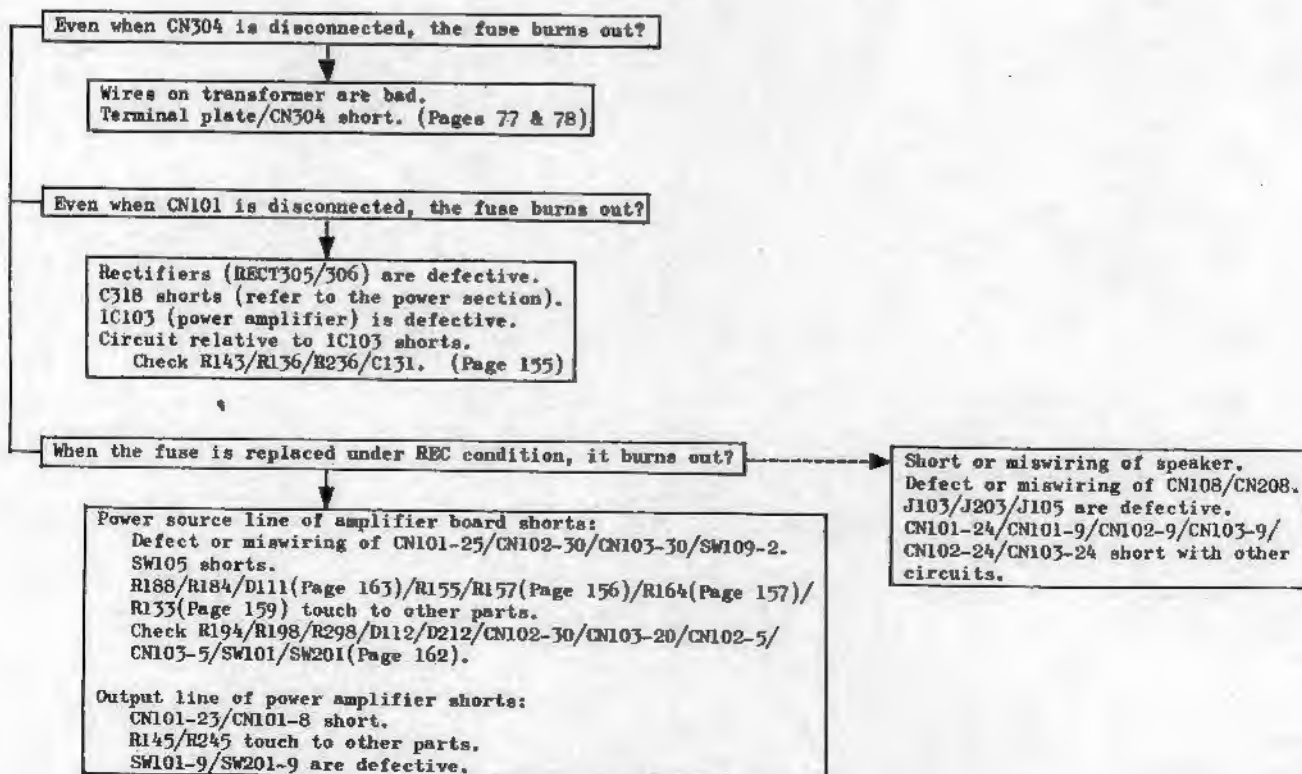 Even when CN304 is disconnected, the fuse burns out?
Wires on transformer are bad.
Terminal plate/CN304 short. (Pages 77 & 78)
Even when CN101 is disconnected, the fuse burns out?
Rectifiers (RECT305/306) are defective.
C318 shorts (refer to the power section).
IC103 (power amplifier) is defective.
Circuit relative to IC103 shorts.
Check R143/R136/R236/C131. (Page 155)
When the fuse is replaced under REC condition, it burns out?
Short or miswiring of speaker.
Defect or miswiring of CN108/CN208.
J103/J203/J105 are defective.
CN101-24/CN101-9/CN102-9/CN103-9/
CN102-24/CN103-24 short with other
circuits.
Power source line of amplifier board shorts:
Defect or miswiring of CN101-25/CN102-30/CN103-30/SW109-2.
SW105 shorts.
R188/R184/D111(Page 163)/R155/R157(Page 156)/R164(Page 157)/
R133(Page 159) touch to other parts.
Check R194/R198/R298/D112/D212/CN102-30/CN103-20/CN102-5/
CN103-5/SW101/SW201(Page 162).
Output line of power amplifier shorts:
CN101-23/CN101-8 short.
R145/R245 touch to other parts.
SW101-9/SW201-9 are defective.